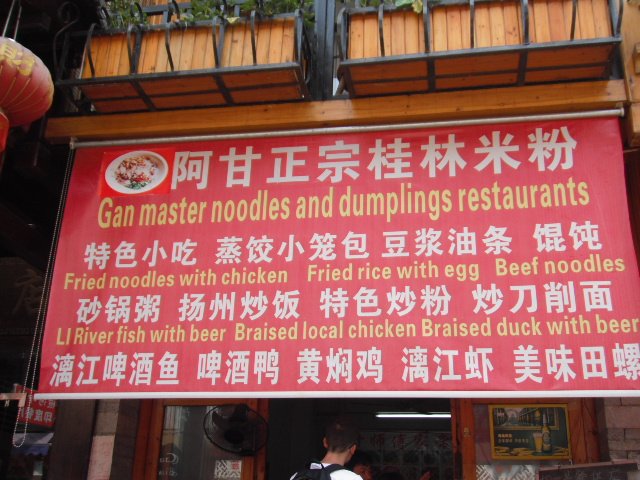 阿甘正宗桂林米粉
Gan master noodles and dumplings restaurants
特色小吃 蒸饺小笼包 豆浆油条 馄饨
Fried noodles with chicken Fried rice with egg Beef noodles
砂锅粥 扬州炒饭 特色炒粉 炒刀削面
LI River fish with beer Braised local chicken Braised duck with beer
漓江啤酒鱼 啤酒鸭 黄焖鸡 漓江虾 美味田螺